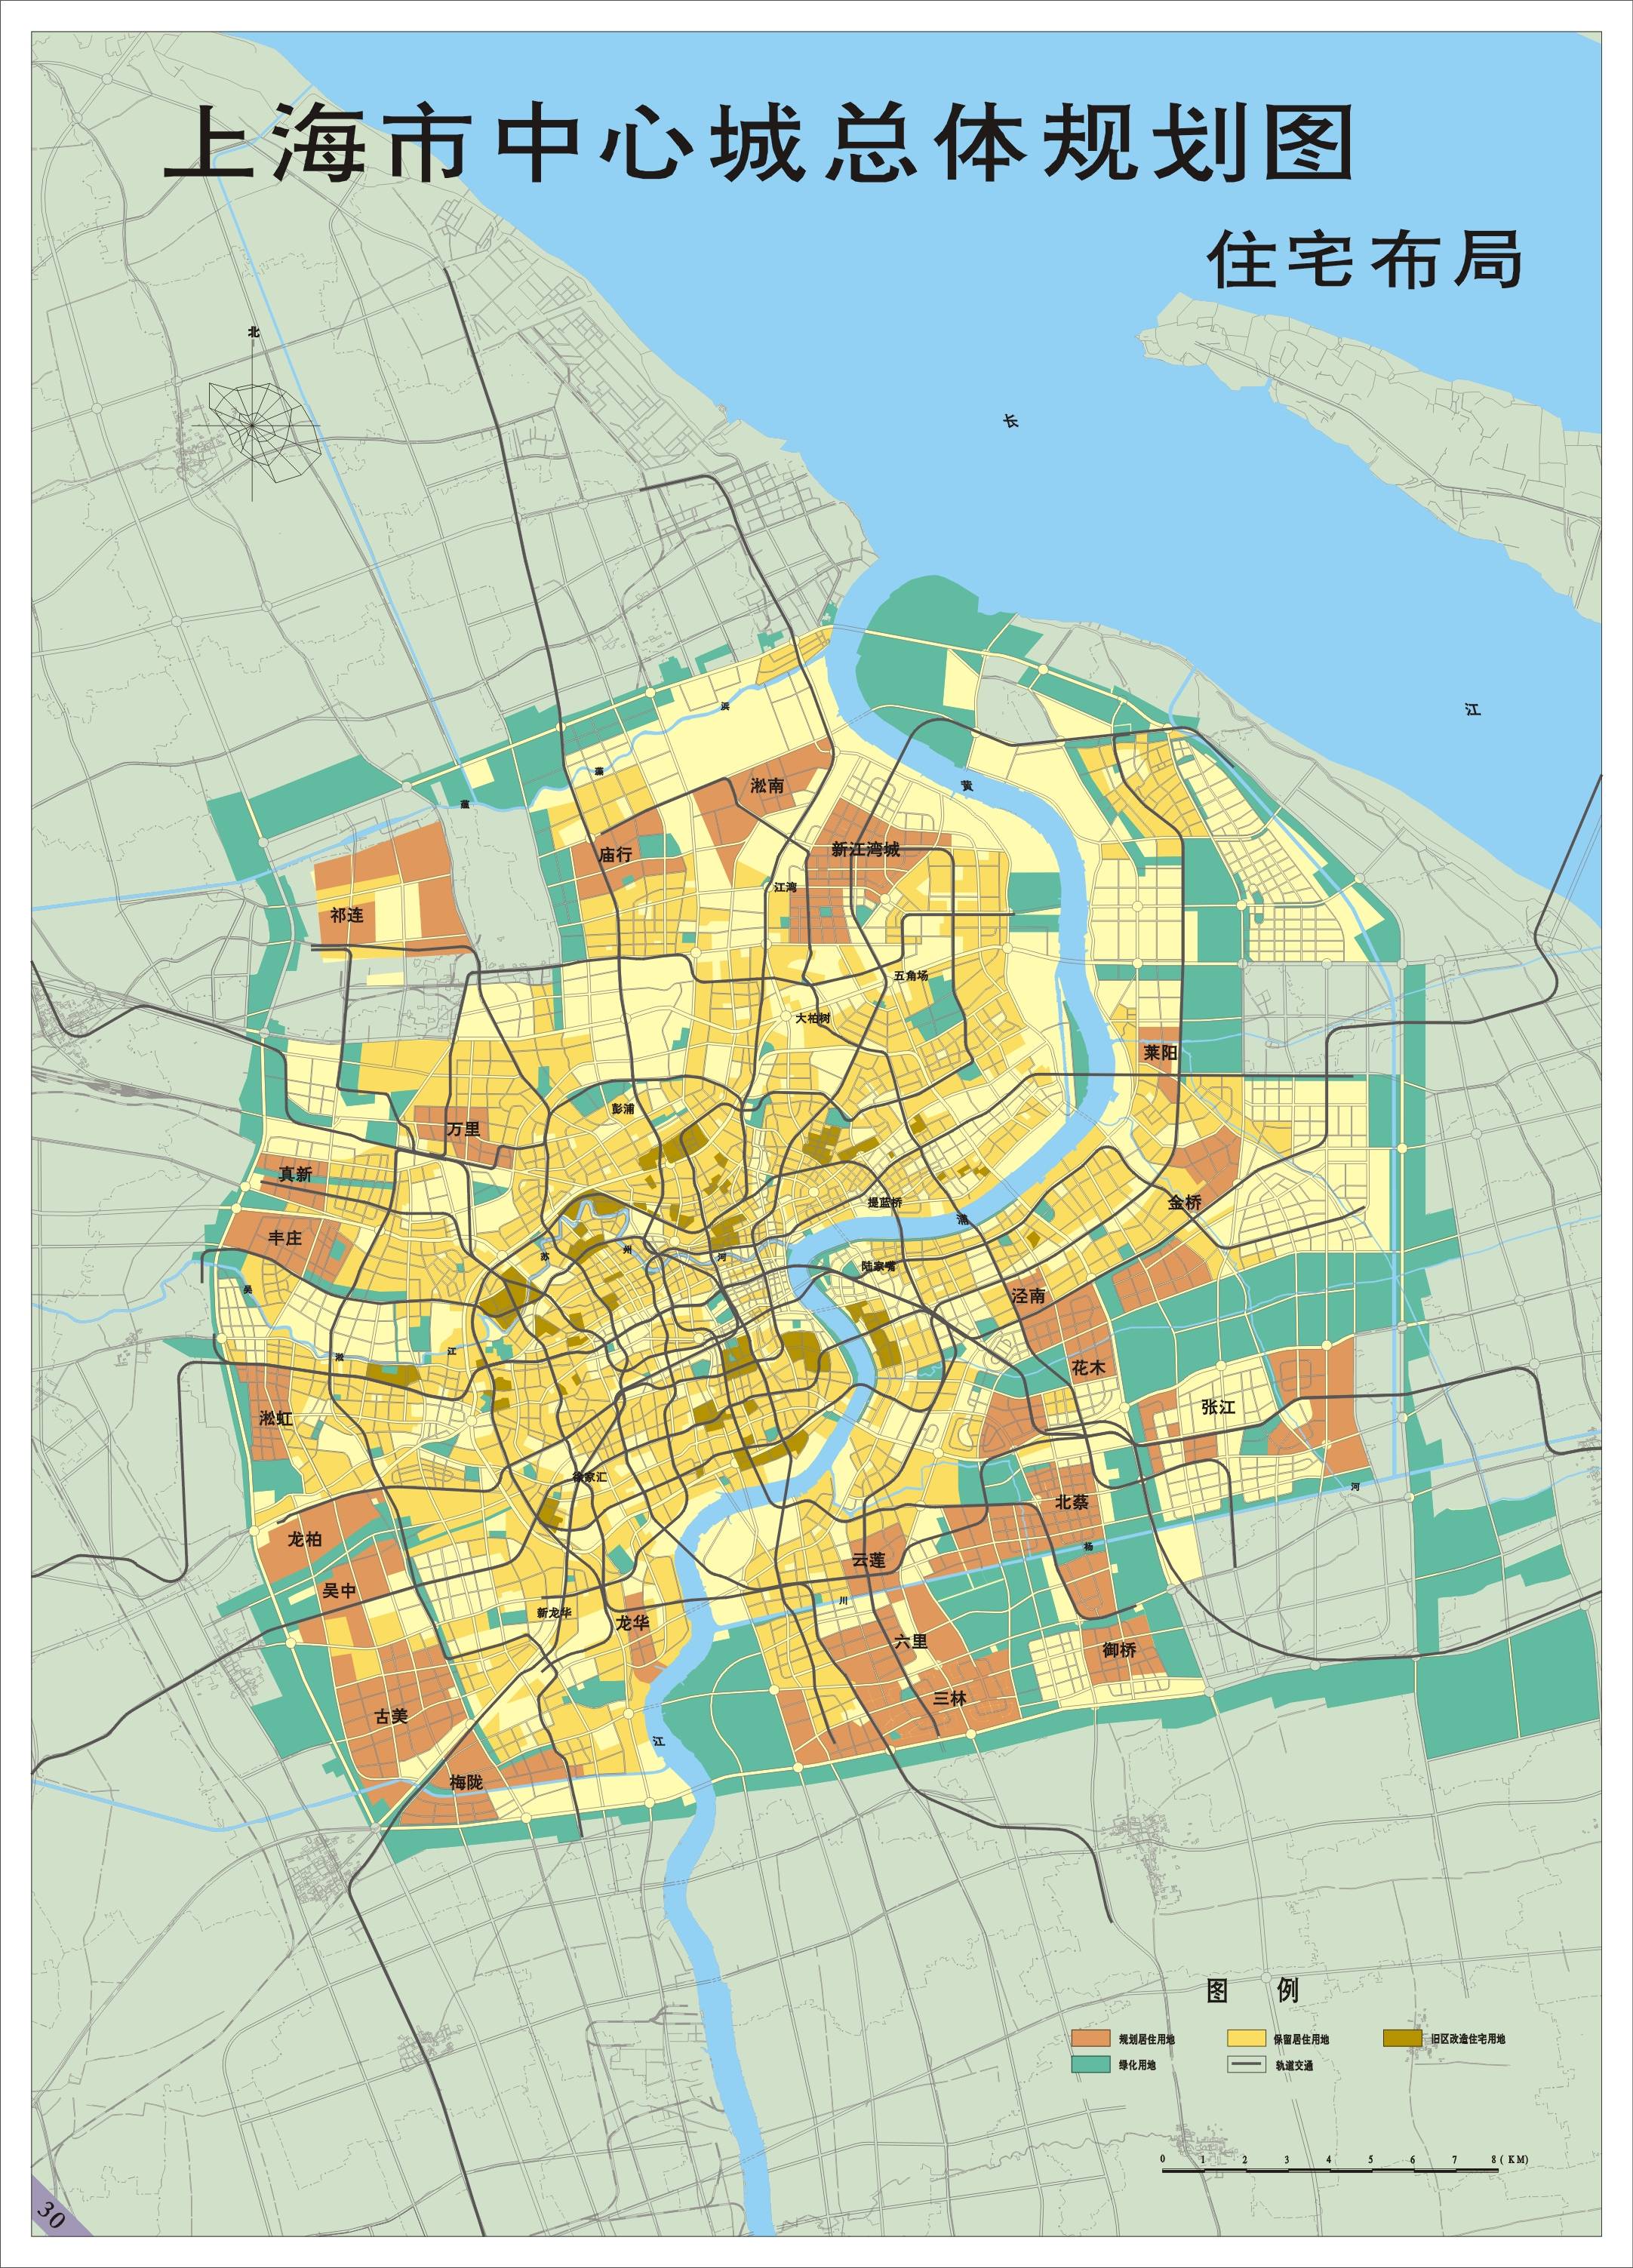 上海市中心城总体规划图
住宅布局
北
长
江
浜
蕰
蕰
黄
淞南
庙行
新江湾城
江湾
祁连
五角场
大柏树
莱阳
彭浦
万里
真新
金桥
提蓝桥
浦
丰庄
苏
州
河
陆家嘴
吴
泾南
淞
江
花木
张江
淞虹
徐家汇
河
北蔡
龙柏
杨
云莲
吴中
川
新龙华
龙华
六里
御桥
三林
古美
江
梅陇
图 例
规划居住用地 保留居住用地 旧区改造住宅用地
绿化用地 轨道交通
0 1 2 3 4 5 6 7 8 ( KM)
30